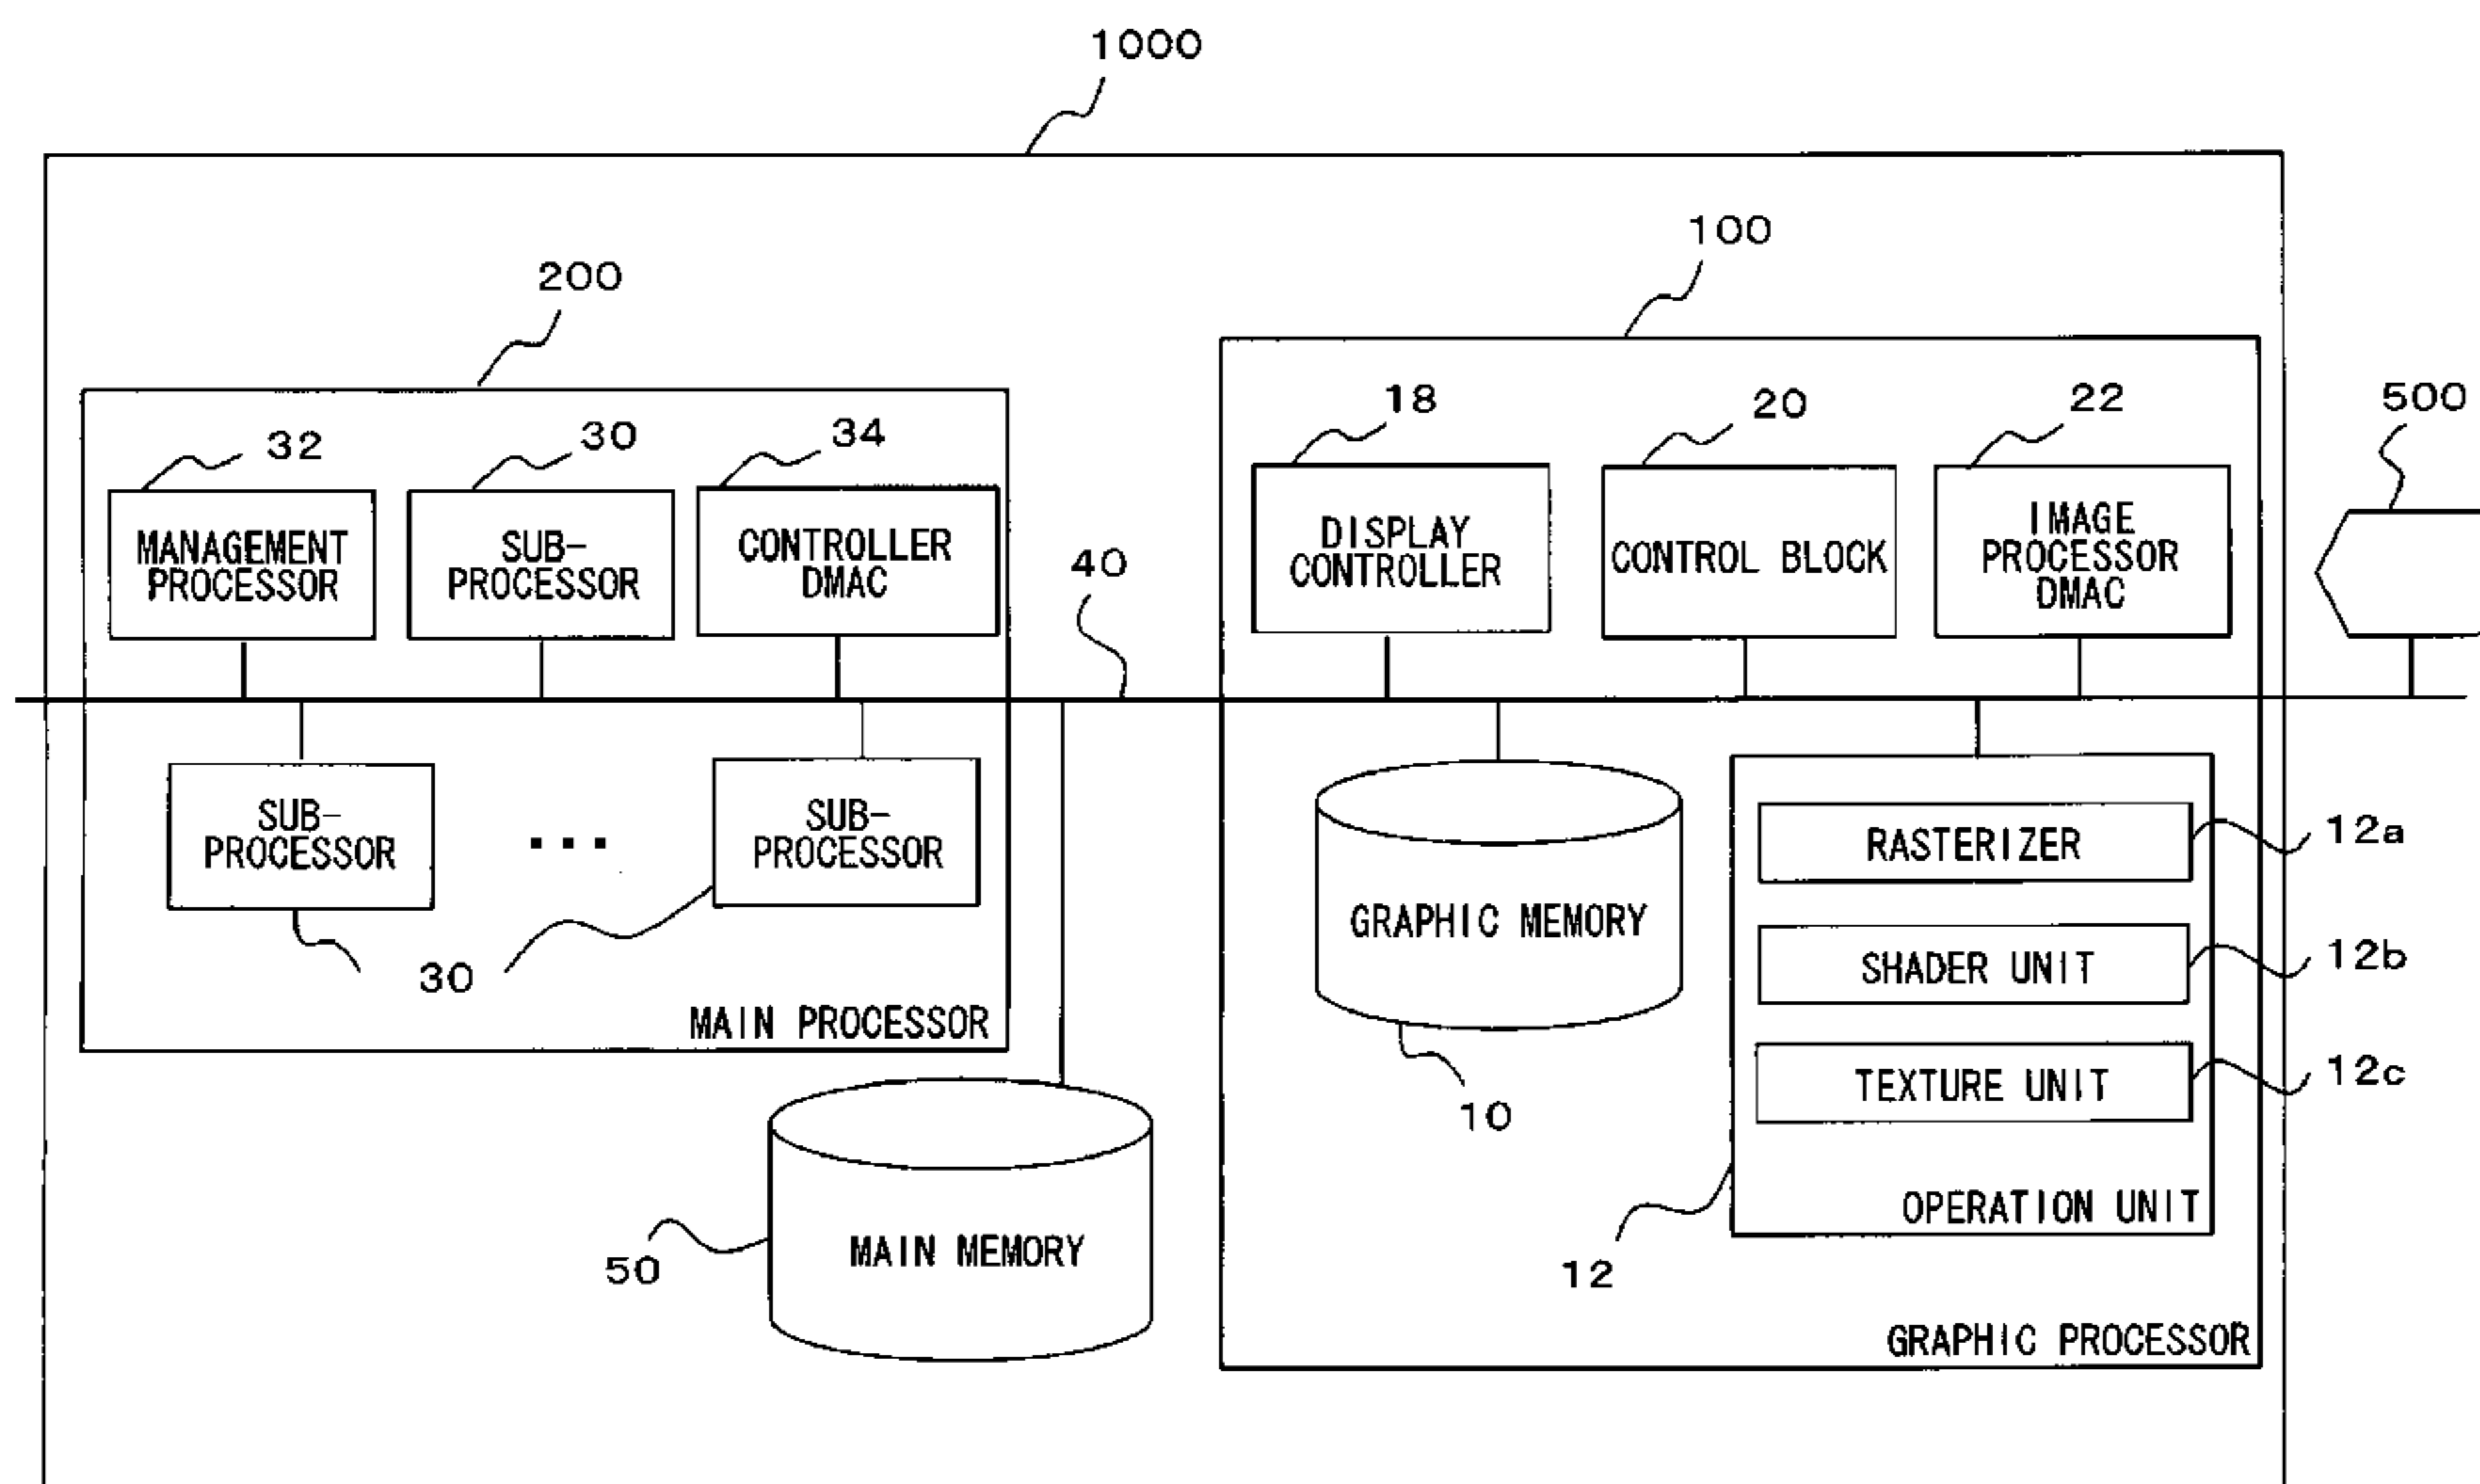 1000
100
200
18
20
22
500
32
30
34
MANAGEMENT
PROCESSOR
SUB-
PROCESSOR
CONTROLLER
DMAC
40
DISPLAY
CONTROLLER
CONTROL BLOCK
IMAGE
PROCESSOR
DMAC
SUB-
PROCESSOR
...
SUB-
PROCESSOR
30
MAIN PROCESSOR
GRAPHIC MEMORY
10
RASTERIZER
12a
SHADER UNIT
12b
TEXTURE UNIT
12c
OPERATION UNIT
12
50
MAIN MEMORY
GRAPHIC PROCESSOR